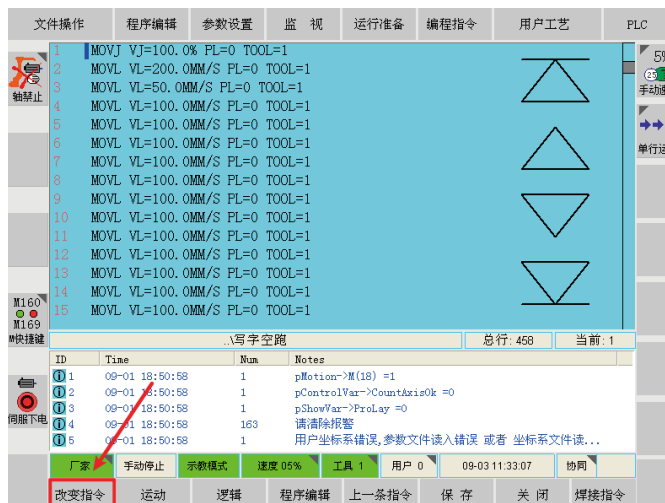 文件操作 程序编辑 参数设置 监 视 运行准备 编程指令 用户工艺 PLC
1 MOVJ VJ=100.0% PL=0 TOOL=1
2 MOVL VL=200.0MM/S PL=0 TOOL=1
3 MOVL VL=50.0MM/S PL=0 TOOL=1
4 MOVL VL=100.0MM/S PL=0 TOOL=1
5 MOVL VL=100.0MM/S PL=0 TOOL=1
6 MOVL VL=100.0MM/S PL=0 TOOL=1
7 MOVL VL=100.0MM/S PL=0 TOOL=1
8 MOVL VL=100.0MM/S PL=0 TOOL=1
9 MOVL VL=100.0MM/S PL=0 TOOL=1
10 MOVL VL=100.0MM/S PL=0 TOOL=1
11 MOVL VL=100.0MM/S PL=0 TOOL=1
12 MOVL VL=100.0MM/S PL=0 TOOL=1
13 MOVL VL=100.0MM/S PL=0 TOOL=1
14 MOVL VL=100.0MM/S PL=0 TOOL=1
15 MOVL VL=100.0MM/S PL=0 TOOL=1
轴禁止
M160
M169
M快捷键
伺服下电
5%
25
手动速
单行运
..\写字空跑 总行: 458 当前: 1
ID Time Num Notes
1 09-01 18:50:58 1 pMotion->M(18) =1
2 09-01 18:50:58 1 pControlVar->CountAxisOk =0
3 09-01 18:50:58 1 pShowVar->ProLay =0
4 09-01 18:50:58 163 请清除报警
5 09-01 18:50:58 1 用户坐标系错误,参数文件读入错误 或者 坐标系文件读...
厂家 手动停止 示教模式 速度 05% 工具 1 用户 0 09-03 11:33:07 协同
改变指令 运动 逻辑 程序编辑 上一条指令 保 存 关 闭 焊接指令